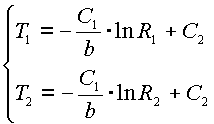 T₁ = -C₁/b · ln R₁ + C₂
T₂ = -C₁/b · ln R₂ + C₂